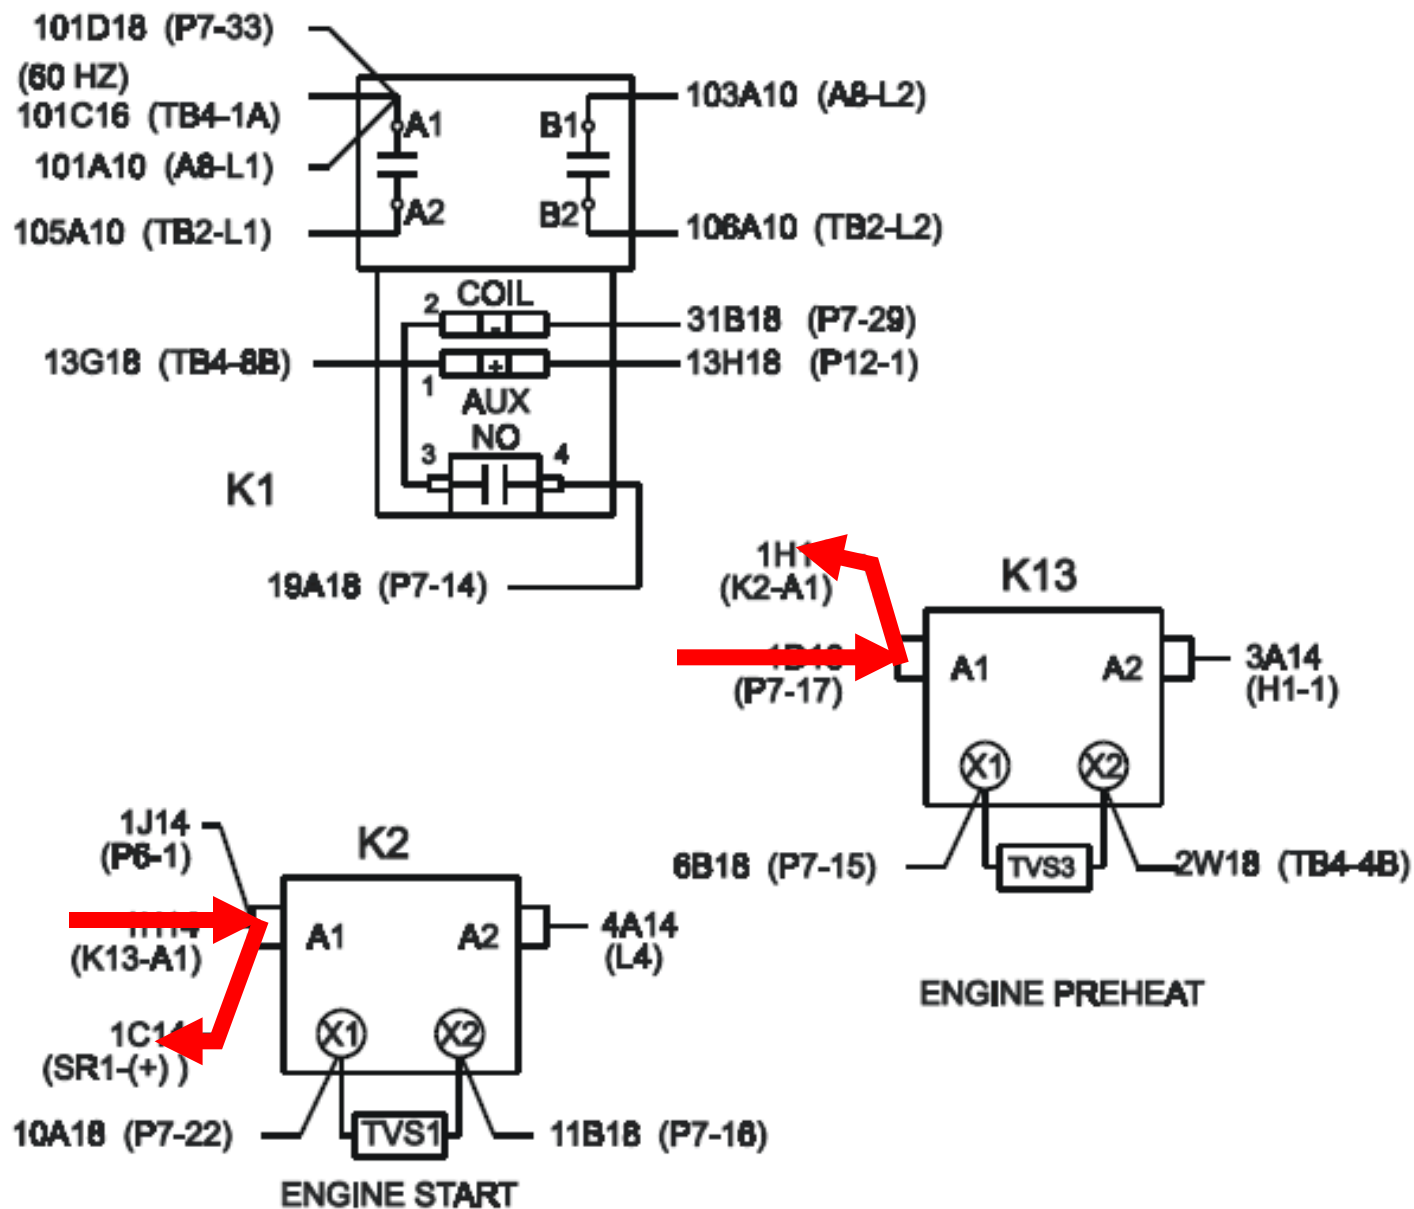 101D18 (P7-33)
(60 HZ)
101C16 (TB4-1A)
101A10 (A8-L1)
105A10 (TB2-L1)
A1
A2
B1
B2
103A10 (A8-L2)
106A10 (TB2-L2)
2 COIL
-
31B18 (P7-29)
13G18 (TB4-8B)
+
13H18 (P12-1)
1
AUX
NO
3 4
K1
19A18 (P7-14)
1H1
(K2-A1)
K13
(P7-17)
A1 A2
3A14
(H1-1)
X1 X2
6B18 (P7-15)
TVS3
2W18 (TB4-4B)
ENGINE PREHEAT
1J14
(P6-1)
K2
(K13-A1)
A1 A2
4A14
(L4)
1C14
(SR1-(+) )
X1 X2
10A18 (P7-22)
TVS1
11B18 (P7-16)
ENGINE START